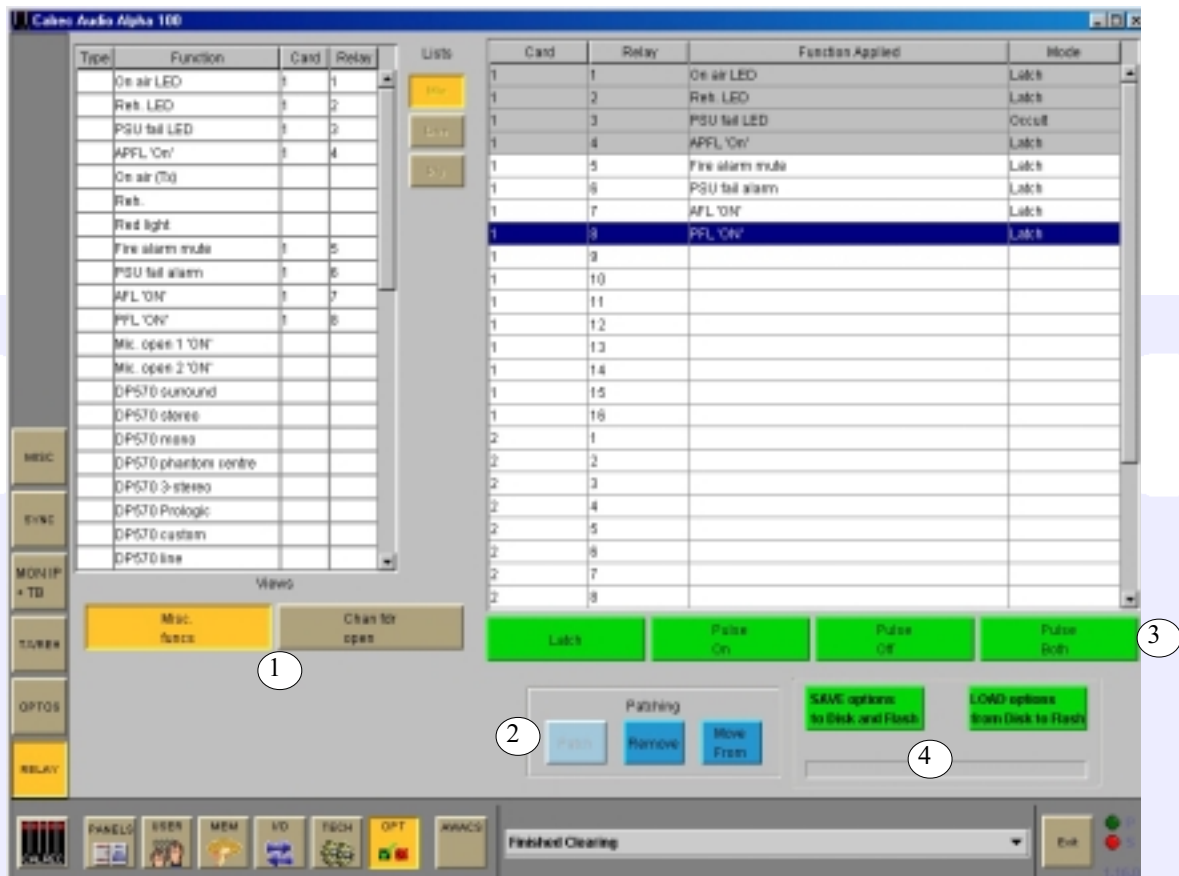 Calrec Audio Alpha 100
Type Function Card Relay
On air LED 1 1
Reh. LED 1 2
PSU fail LED 1 3
APFL 'On' 1 4
On air (Tx)
Reh.
Red light
Fire alarm mute 1 5
PSU fail alarm 1 6
AFL 'ON' 1 7
PFL 'ON' 1 8
Mic. open 1 'ON'
Mic. open 2 'ON'
DP570 surround
DP570 stereo
DP570 mono
DP570 phantom centre
DP570 3-stereo
DP570 Prologic
DP570 custom
DP570 line
Lists
Card Relay Function Applied Mode
1 1 On air LED Latch
1 2 Reh. LED Latch
1 3 PSU fail LED Occult
1 4 APFL 'On' Latch
1 5 Fire alarm mute Latch
1 6 PSU fail alarm Latch
1 7 AFL 'ON' Latch
1 8 PFL 'ON' Latch
1 9
1 10
1 11
1 12
1 13
1 14
1 15
1 16
2 1
2 2
2 3
2 4
2 5
2 6
2 7
2 8
MISC
SYNC
MON IP
+ TB
TX/REH
OPTOS
RELAY
Views
Misc.
funcs
Chan fdr
open
1
Latch
Pulse
On
Pulse
Off
Pulse
Both
3
Patching
2
Patch
Remove
Move
From
SAVE options
to Disk and Flash
LOAD options
from Disk to Flash
4
CALREC
PANELS
USER
MEM
I/O
TECH
OPT
AWACS
Finished Clearing
Exit
P
S